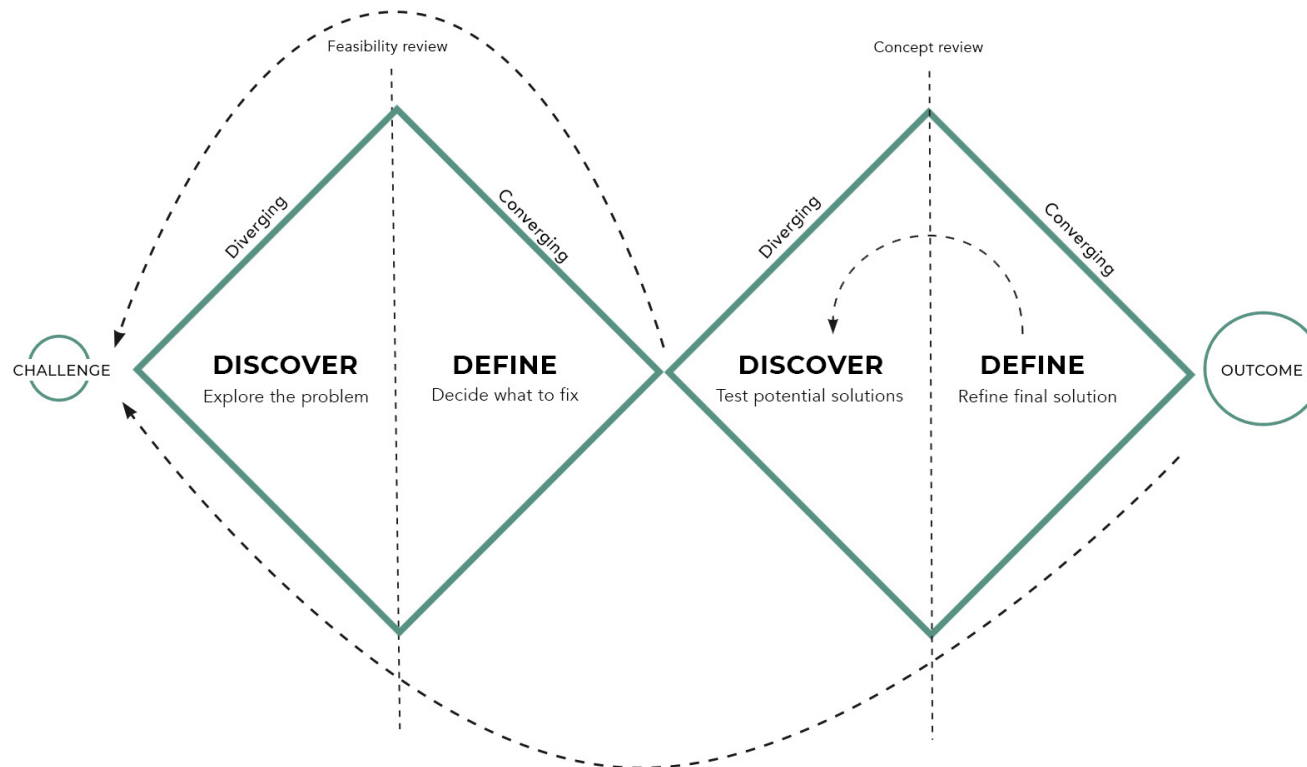 Feasibility review
Concept review
Diverging
Converging
Diverging
Converging
CHALLENGE
DISCOVER
Explore the problem
DEFINE
Decide what to fix
DISCOVER
Test potential solutions
DEFINE
Refine final solution
OUTCOME